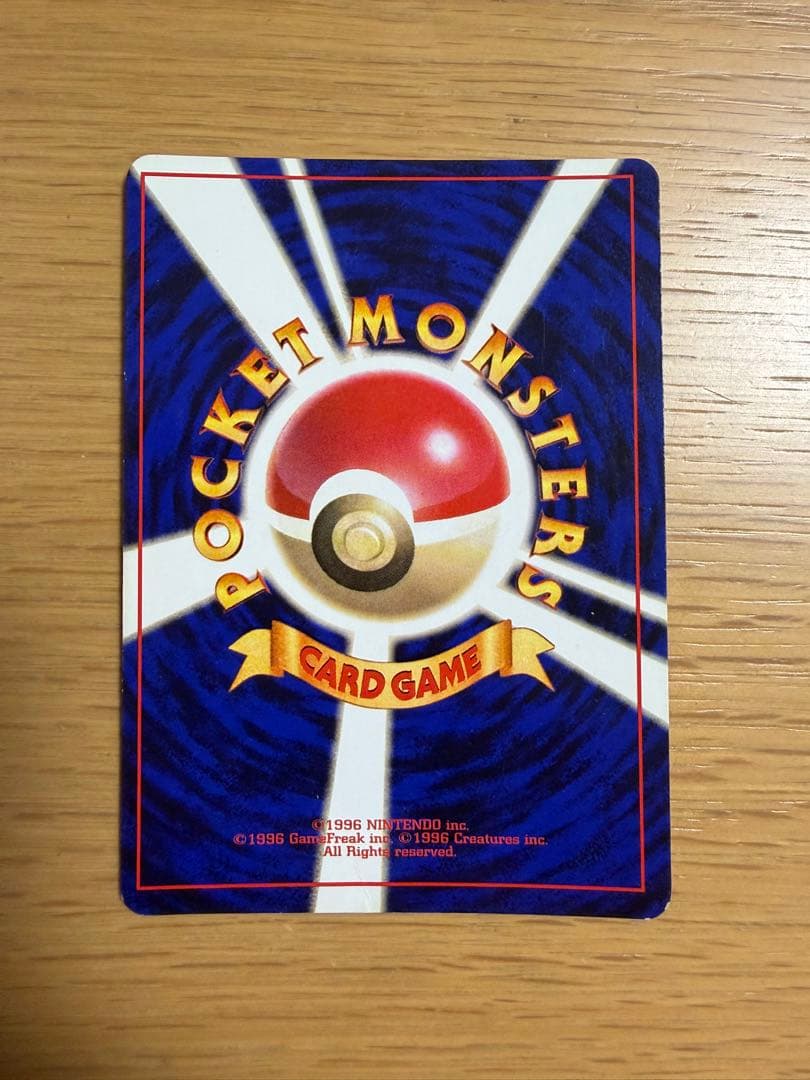 POCKET MONSTERS
CARD GAME
©1996 NINTENDO inc.
©1996 GameFreak inc. ©1996 Creatures inc.
All Rights reserved.